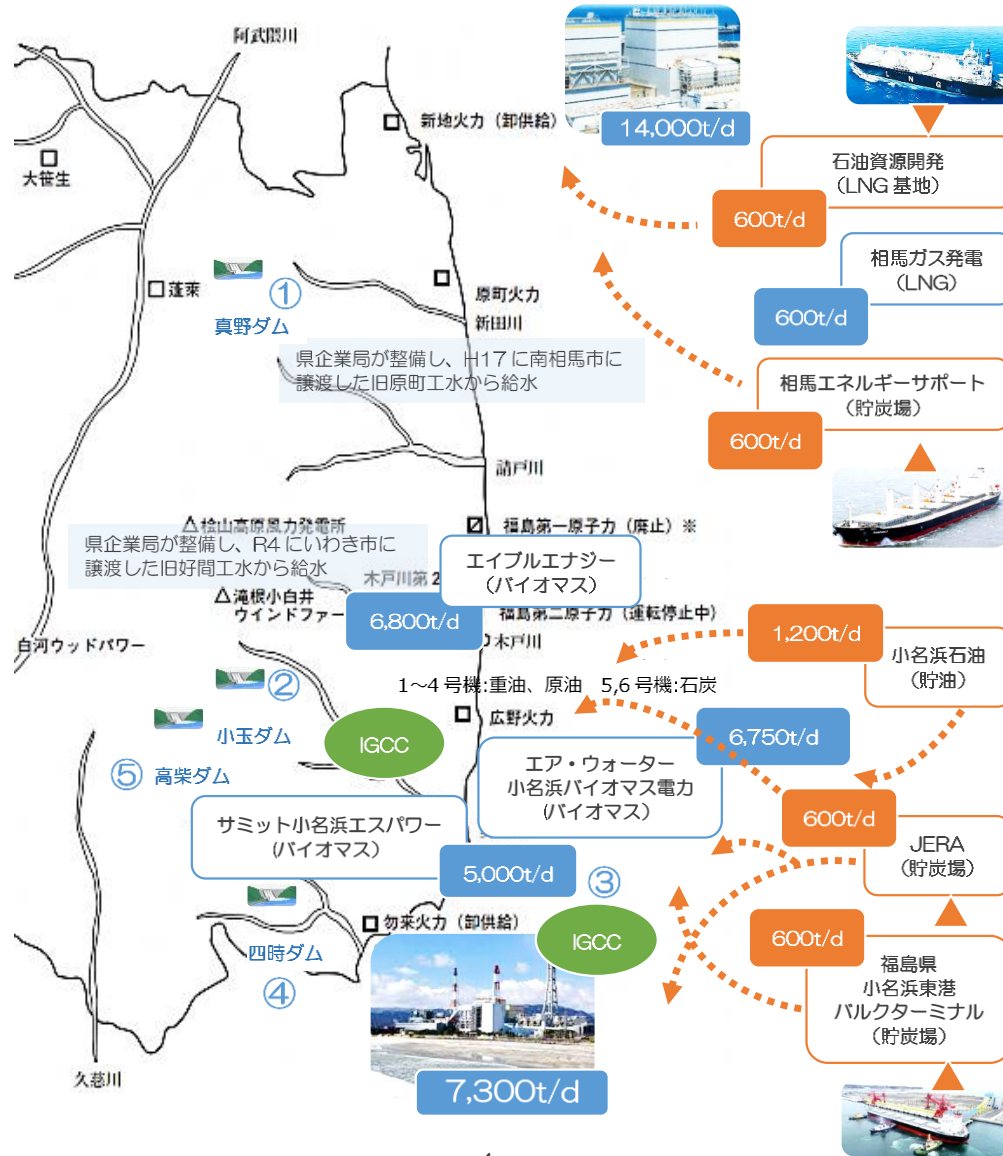 阿武隈川
新地火力（卸供給）
14,000t/d
LNG
石油資源開発
（LNG 基地）
600t/d
大笹生
相馬ガス発電
（LNG）
600t/d
蓬莱
①
真野ダム
原町火力
新田川
県企業局が整備し、H17 に南相馬市に
譲渡した旧原町工水から給水
相馬エネルギーサポート
（貯炭場）
600t/d
請戸川
△桧山高原風力発電所
福島第一原子力（廃止）※
県企業局が整備し、R4 にいわき市に
譲渡した旧好間工水から給水
エイブルエナジー
（バイオマス）
木戸川第 2
△滝根小白井
ウインドファー
6,800t/d
福島第二原子力（運転停止中）
木戸川
白河ウッドパワー
1,200t/d
小名浜石油
（貯油）
②
小玉ダム
1～4 号機:重油、原油　5,6 号機:石炭
広野火力
6,750t/d
IGCC
⑤
高柴ダム
エア・ウォーター
小名浜バイオマス電力
（バイオマス）
サミット小名浜エスパワー
（バイオマス）
5,000t/d
③
600t/d
JERA
（貯炭場）
勿来火力（卸供給）
IGCC
600t/d
四時ダム
④
福島県
小名浜東港
バルクターミナル
（貯炭場）
久慈川
7,300t/d